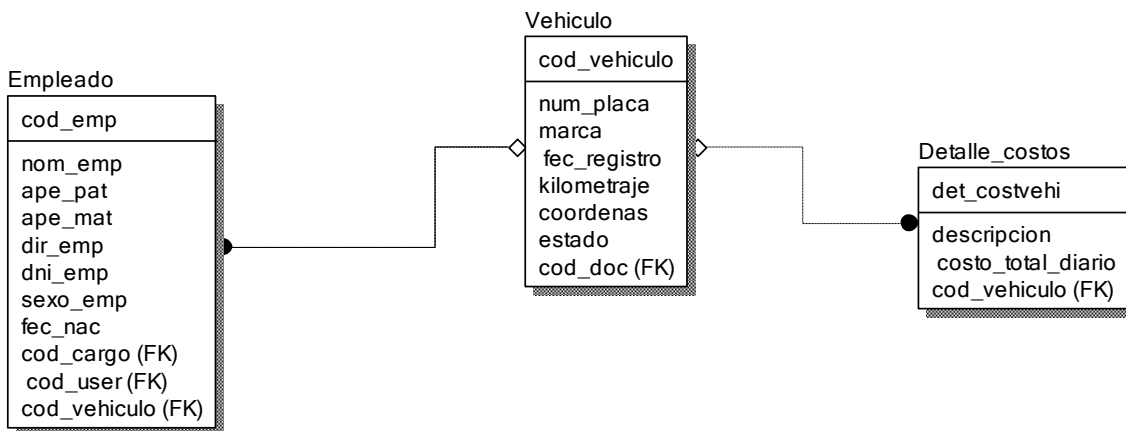 Empleado
cod_emp
nom_emp
ape_pat
ape_mat
dir_emp
dni_emp
sexo_emp
fec_nac
cod_cargo (FK)
cod_user (FK)
cod_vehiculo (FK)
Vehiculo
cod_vehiculo
num_placa
marca
fec_registro
kilometraje
coordenas
estado
cod_doc (FK)
Detalle_costos
det_costvehi
descripcion
costo_total_diario
cod_vehiculo (FK)